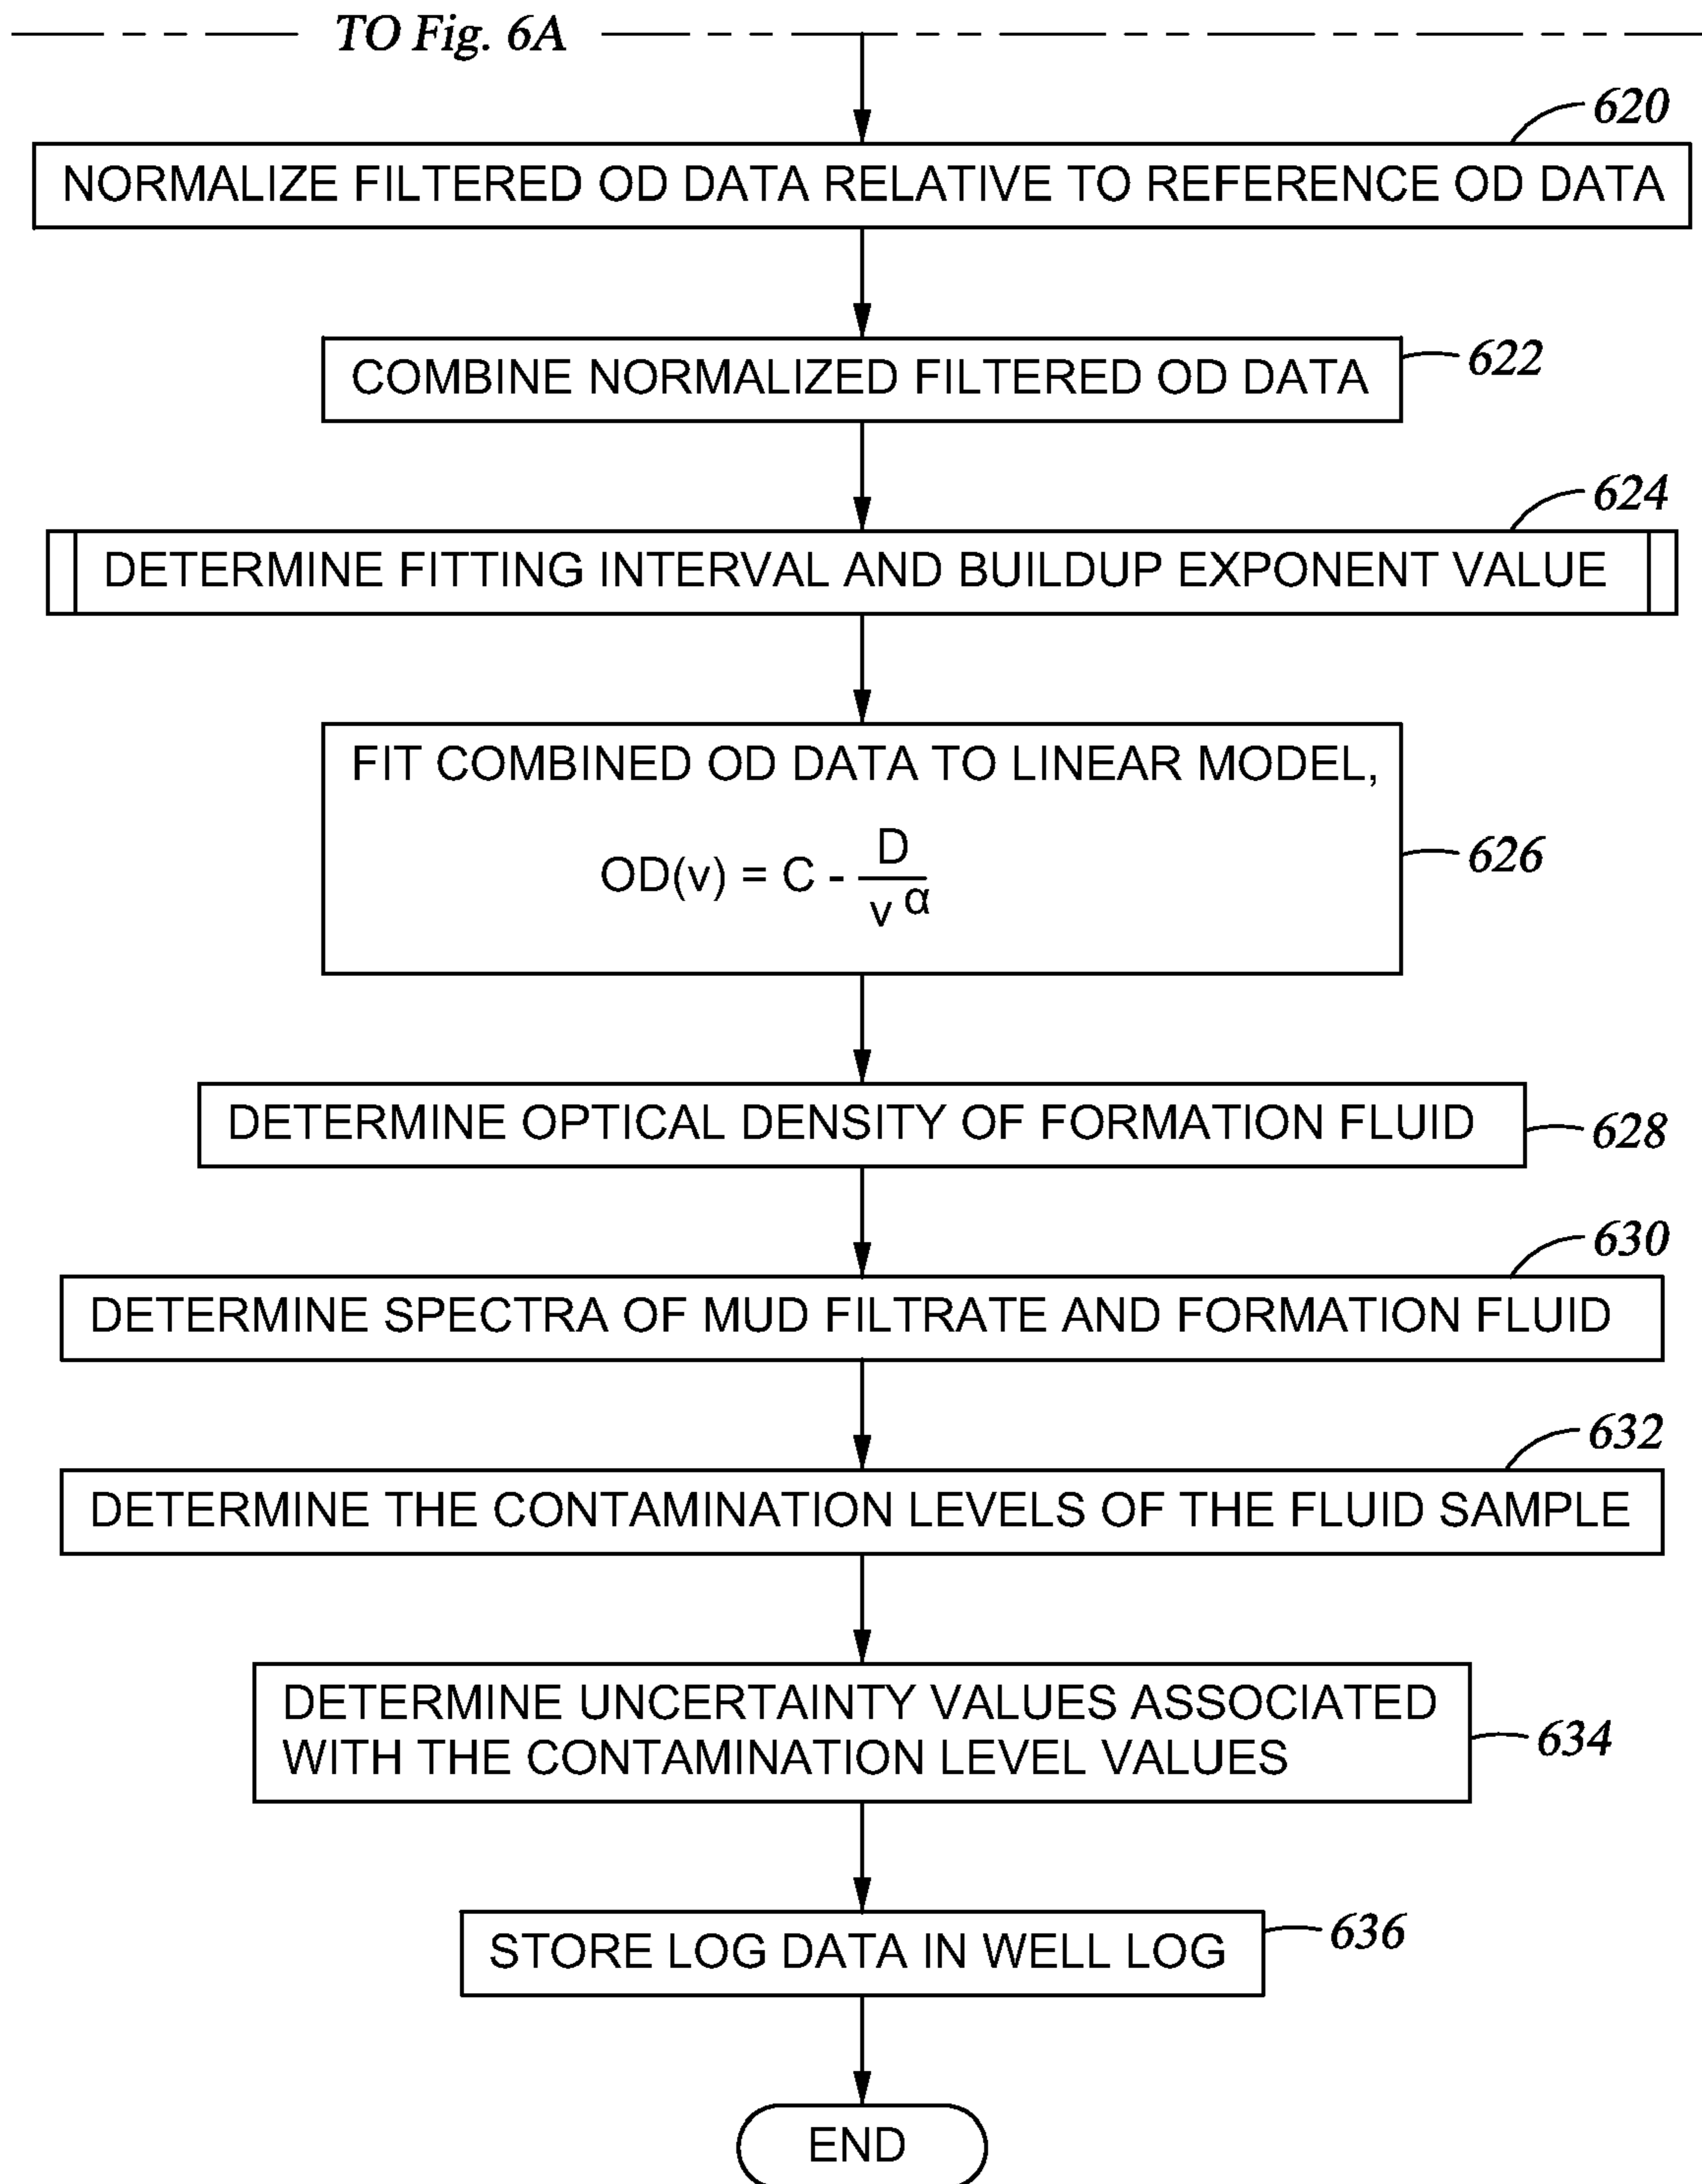 TO Fig. 6A
620
NORMALIZE FILTERED OD DATA RELATIVE TO REFERENCE OD DATA
COMBINE NORMALIZED FILTERED OD DATA
622
624
DETERMINE FITTING INTERVAL AND BUILDUP EXPONENT VALUE
FIT COMBINED OD DATA TO LINEAR MODEL,
OD(v) = C - D / v^α
626
DETERMINE OPTICAL DENSITY OF FORMATION FLUID
628
630
DETERMINE SPECTRA OF MUD FILTRATE AND FORMATION FLUID
632
DETERMINE THE CONTAMINATION LEVELS OF THE FLUID SAMPLE
DETERMINE UNCERTAINTY VALUES ASSOCIATED
WITH THE CONTAMINATION LEVEL VALUES
634
STORE LOG DATA IN WELL LOG
636
END